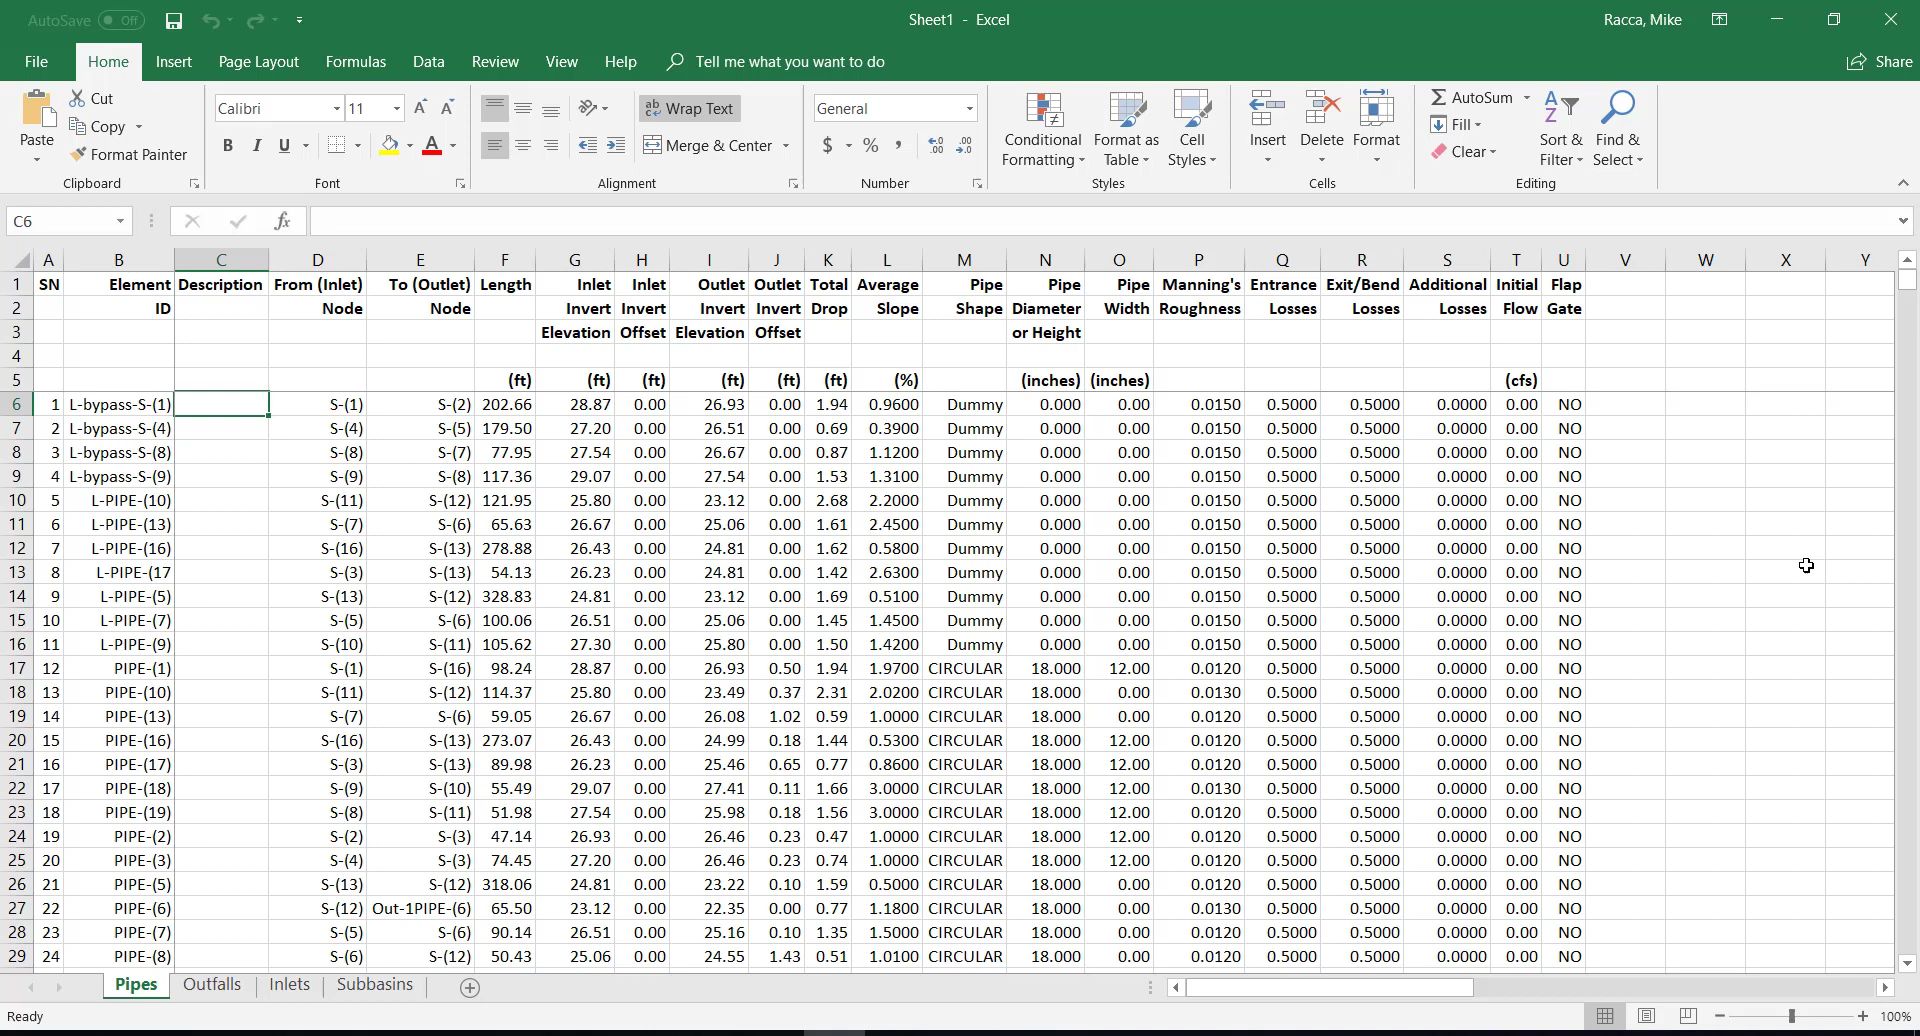 AutoSave Off Sheet1 - Excel Racca, Mike
File Home Insert Page Layout Formulas Data Review View Help Tell me what you want to do Share
Paste Cut Copy Format Painter Clipboard
Calibri 11 B I U A Font
Wrap Text Merge & Center Alignment
General $ % , Number
Conditional Formatting Format as Table Cell Styles Styles
Insert Delete Format Cells
AutoSum Fill Clear Sort & Filter Find & Select Editing
C6 fx
A B C D E F G H I J K L M N O P Q R S T U V W X Y
1 SN Element Description From (Inlet) To (Outlet) Length Inlet Inlet Outlet Outlet Total Average Pipe Pipe Pipe Manning's Entrance Exit/Bend Additional Initial Flap
2 ID Node Node Invert Invert Invert Invert Drop Slope Shape Diameter Width Roughness Losses Losses Losses Flow Gate
3 Elevation Offset Elevation Offset or Height
4
5 (ft) (ft) (ft) (ft) (ft) (ft) (%) (inches) (inches) (cfs)
6 1 L-bypass-S-(1) S-(1) S-(2) 202.66 28.87 0.00 26.93 0.00 1.94 0.9600 Dummy 0.000 0.00 0.0150 0.5000 0.5000 0.0000 0.00 NO
7 2 L-bypass-S-(4) S-(4) S-(5) 179.50 27.20 0.00 26.51 0.00 0.69 0.3900 Dummy 0.000 0.00 0.0150 0.5000 0.5000 0.0000 0.00 NO
8 3 L-bypass-S-(8) S-(8) S-(7) 77.95 27.54 0.00 26.67 0.00 0.87 1.1200 Dummy 0.000 0.00 0.0150 0.5000 0.5000 0.0000 0.00 NO
9 4 L-bypass-S-(9) S-(9) S-(8) 117.36 29.07 0.00 27.54 0.00 1.53 1.3100 Dummy 0.000 0.00 0.0150 0.5000 0.5000 0.0000 0.00 NO
10 5 L-PIPE-(10) S-(11) S-(12) 121.95 25.80 0.00 23.12 0.00 2.68 2.2000 Dummy 0.000 0.00 0.0150 0.5000 0.5000 0.0000 0.00 NO
11 6 L-PIPE-(13) S-(7) S-(6) 65.63 26.67 0.00 25.06 0.00 1.61 2.4500 Dummy 0.000 0.00 0.0150 0.5000 0.5000 0.0000 0.00 NO
12 7 L-PIPE-(16) S-(16) S-(13) 278.88 26.43 0.00 24.81 0.00 1.62 0.5800 Dummy 0.000 0.00 0.0150 0.5000 0.5000 0.0000 0.00 NO
13 8 L-PIPE-(17 S-(3) S-(13) 54.13 26.23 0.00 24.81 0.00 1.42 2.6300 Dummy 0.000 0.00 0.0150 0.5000 0.5000 0.0000 0.00 NO
14 9 L-PIPE-(5) S-(13) S-(12) 328.83 24.81 0.00 23.12 0.00 1.69 0.5100 Dummy 0.000 0.00 0.0150 0.5000 0.5000 0.0000 0.00 NO
15 10 L-PIPE-(7) S-(5) S-(6) 100.06 26.51 0.00 25.06 0.00 1.45 1.4500 Dummy 0.000 0.00 0.0150 0.5000 0.5000 0.0000 0.00 NO
16 11 L-PIPE-(9) S-(10) S-(11) 105.62 27.30 0.00 25.80 0.00 1.50 1.4200 Dummy 0.000 0.00 0.0150 0.5000 0.5000 0.0000 0.00 NO
17 12 PIPE-(1) S-(1) S-(16) 98.24 28.87 0.00 26.93 0.50 1.94 1.9700 CIRCULAR 18.000 12.00 0.0120 0.5000 0.5000 0.0000 0.00 NO
18 13 PIPE-(10) S-(11) S-(12) 114.37 25.80 0.00 23.49 0.37 2.31 2.0200 CIRCULAR 18.000 0.00 0.0130 0.5000 0.5000 0.0000 0.00 NO
19 14 PIPE-(13) S-(7) S-(6) 59.05 26.67 0.00 26.08 1.02 0.59 1.0000 CIRCULAR 18.000 0.00 0.0120 0.5000 0.5000 0.0000 0.00 NO
20 15 PIPE-(16) S-(16) S-(13) 273.07 26.43 0.00 24.99 0.18 1.44 0.5300 CIRCULAR 18.000 12.00 0.0120 0.5000 0.5000 0.0000 0.00 NO
21 16 PIPE-(17) S-(3) S-(13) 89.98 26.23 0.00 25.46 0.65 0.77 0.8600 CIRCULAR 18.000 12.00 0.0120 0.5000 0.5000 0.0000 0.00 NO
22 17 PIPE-(18) S-(9) S-(10) 55.49 29.07 0.00 27.41 0.11 1.66 3.0000 CIRCULAR 18.000 12.00 0.0130 0.5000 0.5000 0.0000 0.00 NO
23 18 PIPE-(19) S-(8) S-(11) 51.98 27.54 0.00 25.98 0.18 1.56 3.0000 CIRCULAR 18.000 12.00 0.0120 0.5000 0.5000 0.0000 0.00 NO
24 19 PIPE-(2) S-(2) S-(3) 47.14 26.93 0.00 26.46 0.23 0.47 1.0000 CIRCULAR 18.000 12.00 0.0120 0.5000 0.5000 0.0000 0.00 NO
25 20 PIPE-(3) S-(4) S-(3) 74.45 27.20 0.00 26.46 0.23 0.74 1.0000 CIRCULAR 18.000 12.00 0.0120 0.5000 0.5000 0.0000 0.00 NO
26 21 PIPE-(5) S-(13) S-(12) 318.06 24.81 0.00 23.22 0.10 1.59 0.5000 CIRCULAR 18.000 0.00 0.0120 0.5000 0.5000 0.0000 0.00 NO
27 22 PIPE-(6) S-(12) Out-1PIPE-(6) 65.50 23.12 0.00 22.35 0.00 0.77 1.1800 CIRCULAR 18.000 0.00 0.0130 0.5000 0.5000 0.0000 0.00 NO
28 23 PIPE-(7) S-(5) S-(6) 90.14 26.51 0.00 25.16 0.10 1.35 1.5000 CIRCULAR 18.000 0.00 0.0120 0.5000 0.5000 0.0000 0.00 NO
29 24 PIPE-(8) S-(6) S-(12) 50.43 25.06 0.00 24.55 1.43 0.51 1.0100 CIRCULAR 18.000 0.00 0.0120 0.5000 0.5000 0.0000 0.00 NO
Pipes Outfalls Inlets Subbasins
Ready 100%